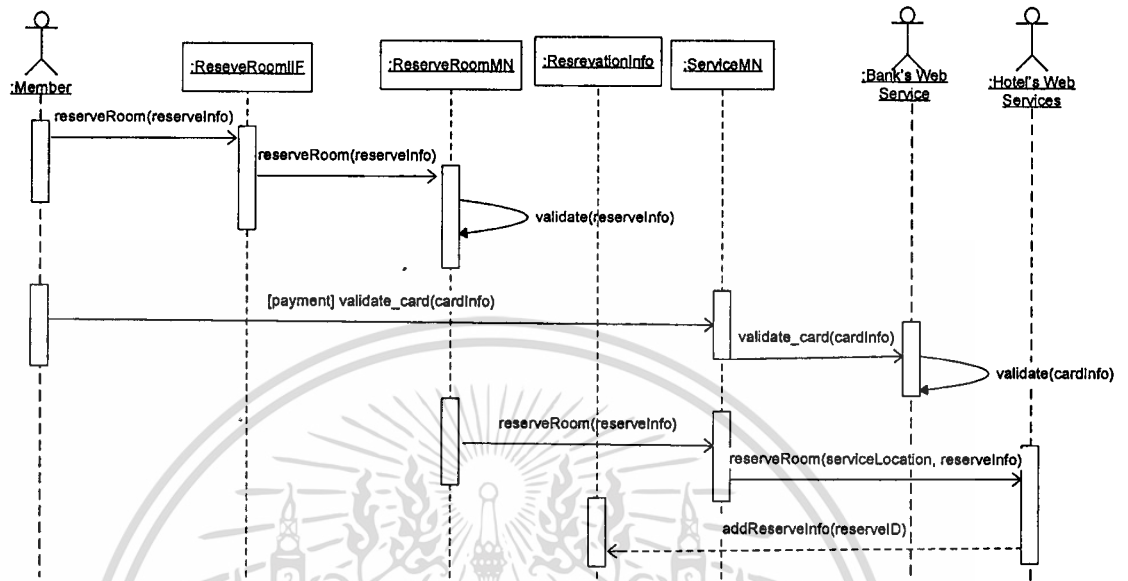 :Member
:ReseveRoomIIF
:ReserveRoomMN
:ResrevationInfo
:ServiceMN
:Bank's Web
Service
:Hotel's Web
Services
reserveRoom(reserveInfo)
reserveRoom(reserveInfo)
validate(reserveInfo)
[payment] validate_card(cardInfo)
validate_card(cardInfo)
validate(cardInfo)
reserveRoom(reserveInfo)
reserveRoom(serviceLocation, reserveInfo)
addReserveInfo(reserveID)